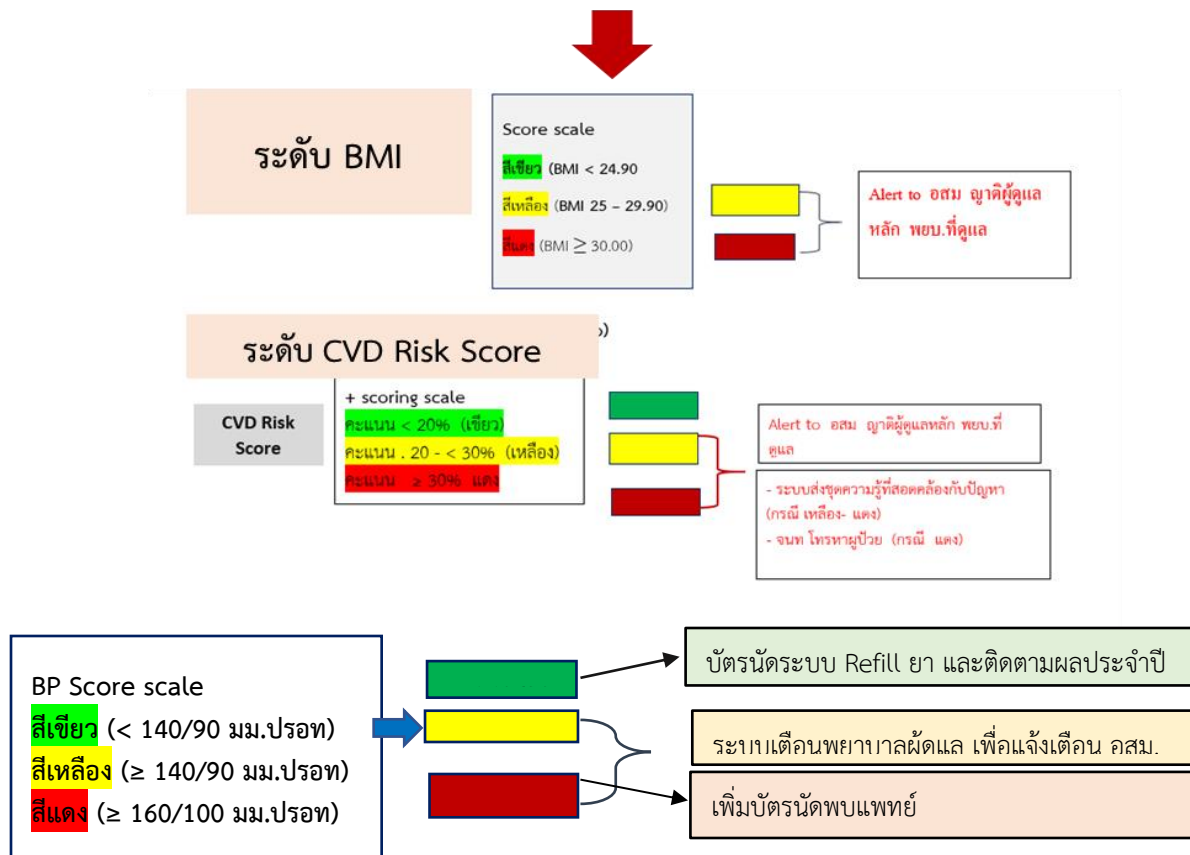 ระดับ BMI
Score scale
สีเขียว (BMI < 24.90
สีเหลือง (BMI 25 – 29.90)
สีแดง (BMI ≥ 30.00)
Alert to อสม ญาติผู้ดูแล
หลัก พยบ.ที่ดูแล
ระดับ CVD Risk Score
CVD Risk
Score
+ scoring scale
คะแนน < 20% (เขียว)
คะแนน . 20 - < 30% (เหลือง)
คะแนน ≥ 30% แดง
Alert to อสม ญาติผู้ดูแลหลัก พยบ.ที่
ดูแล
- ระบบส่งชุดความรู้ที่สอดคล้องกับปัญหา
(กรณี เหลือง- แดง)
- จนท โทรหาผูป้วย (กรณี แดง)
BP Score scale
สีเขียว (< 140/90 มม.ปรอท)
สีเหลือง (≥ 140/90 มม.ปรอท)
สีแดง (≥ 160/100 มม.ปรอท)
บัตรนัดระบบ Refill ยา และติดตามผลประจำปี
ระบบเตือนพยาบาลผู้ดูแล เพื่อแจ้งเตือน อสม.
เพิ่มบัตรนัดพบแพทย์